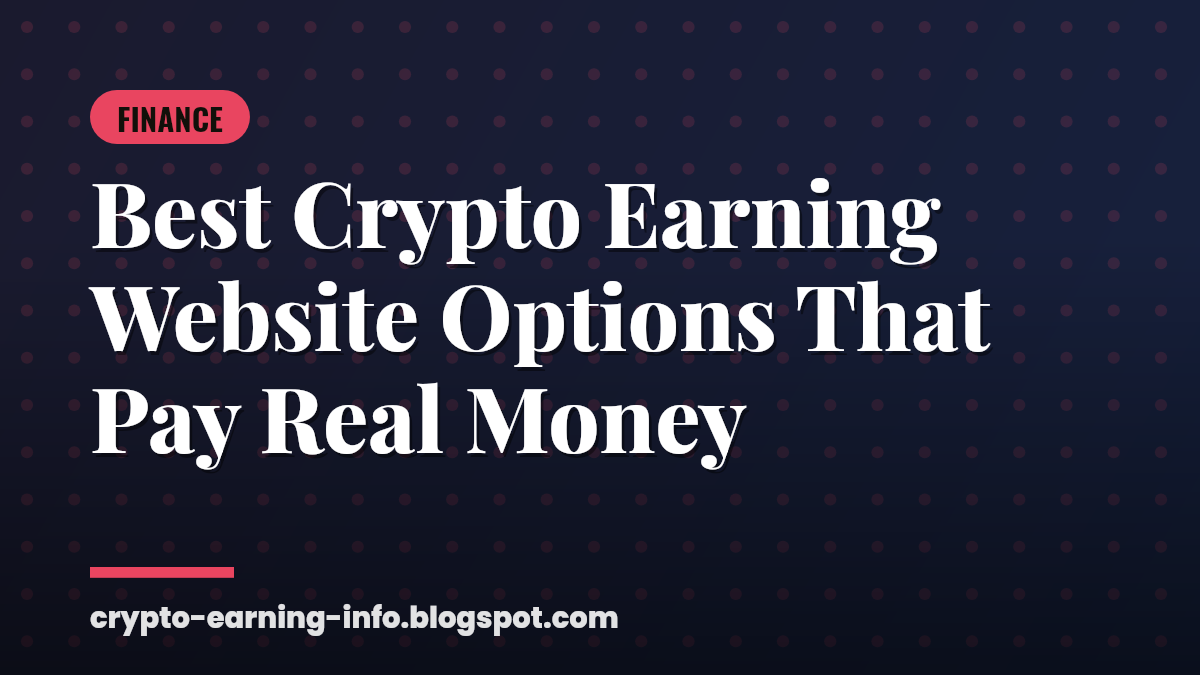 FINANCE
Best Crypto Earning
Website Options That
Pay Real Money
crypto-earning-info.blogspot.com